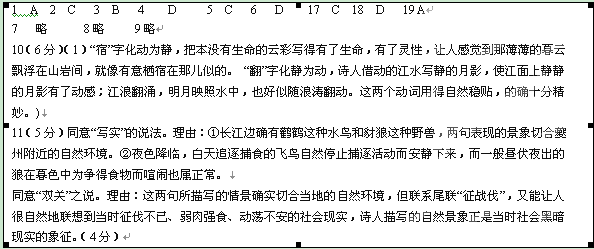 1 A 2 C 3 B 4 D 5 C 6 D 17 C 18 D 19A
7 略 8略 9略
10(6分)(1)“宿”字化动为静，把本没有生命的云彩写得有了生命，有了灵性，让人感觉到那薄薄的暮云
飘浮在山岩间，就像有意栖宿在那儿似的。 “翻”字化静为动，诗人借动的江水写静的月影，使江面上静静
的月影有了动感；江浪翻涌，明月映照水中，也好似随浪涛翻动。这两个动词用得自然稳贴，的确十分精
妙。)
11(5分)同意“写实”的说法。理由：①长江边确有鹳鹤这种水鸟和豺狼这种野兽，两句表现的景象切合夔
州附近的自然环境。②夜色降临，白天追逐捕食的飞鸟自然停止捕逐活动而安静下来，而一般昼伏夜出的
狼在暮色中为争得食物而喧闹也属正常。
同意“双关”之说。理由：这两句所描写的情景确实切合当地的自然环境，但联系尾联“征战伐”，又能让人
很自然地联想到当时征伐不已、弱肉强食、动荡不安的社会现实，诗人描写的自然景象正是当时社会黑暗
现实的象征。(4分)